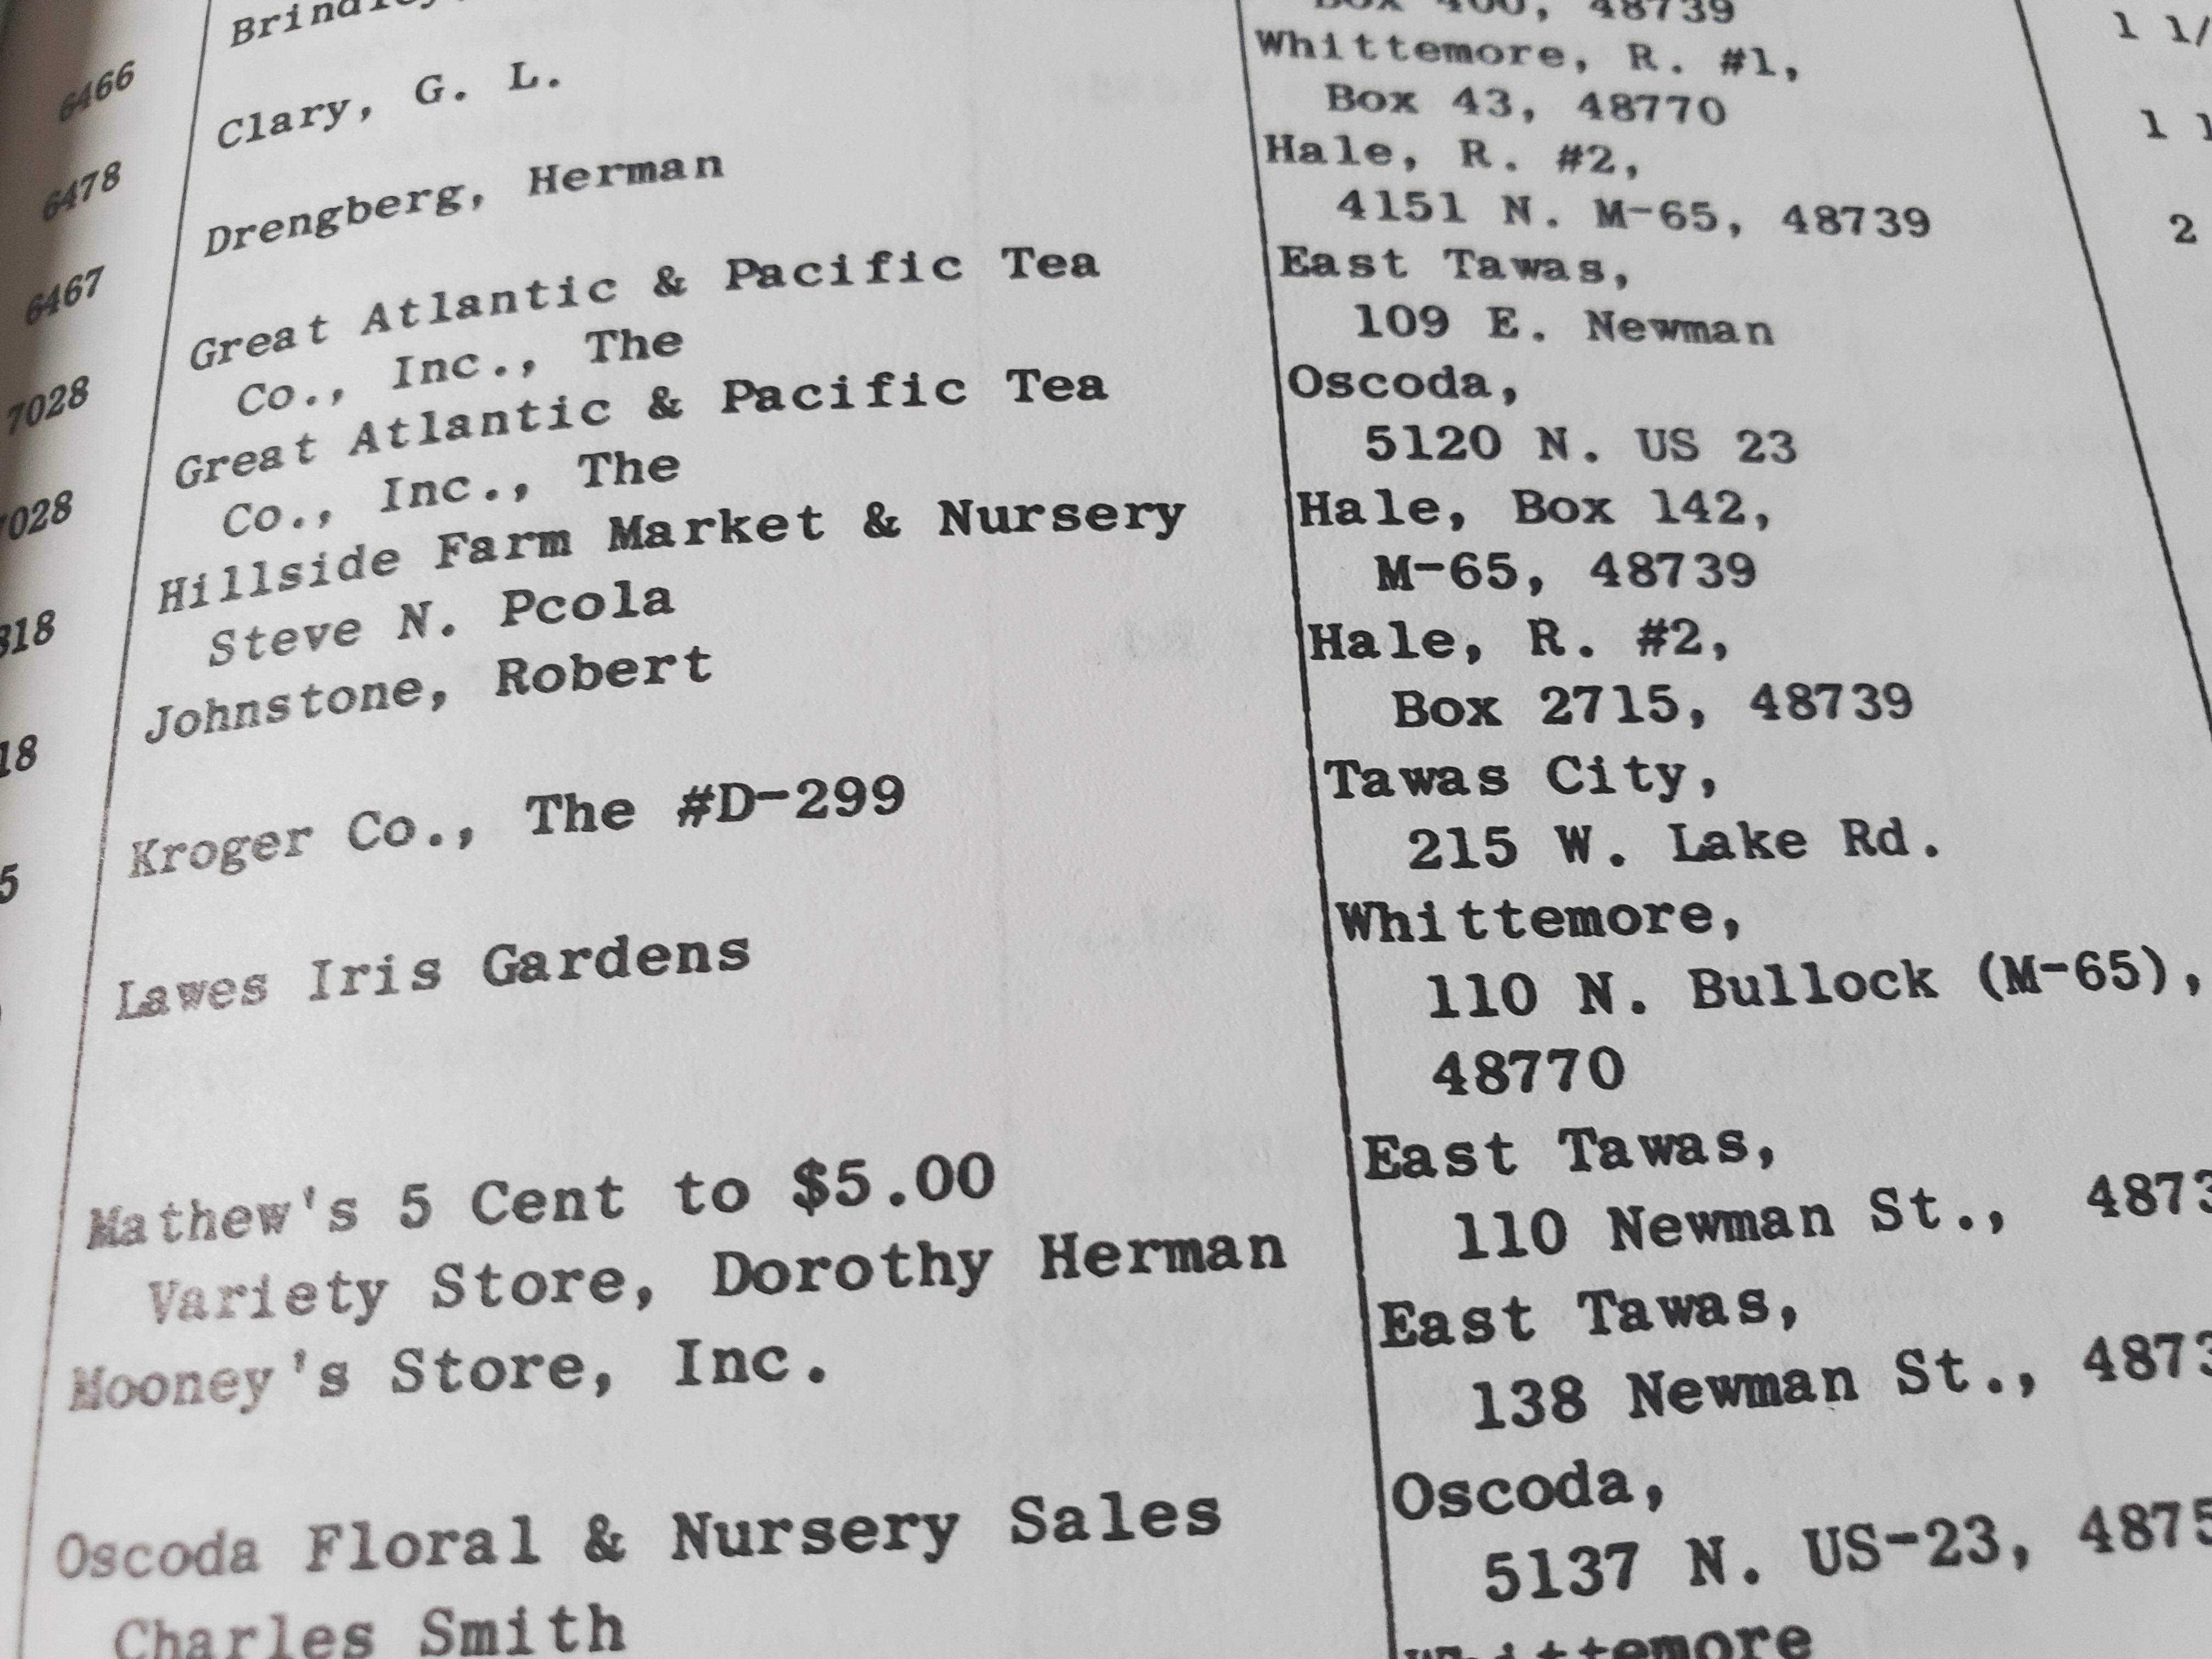 6466
48739
6478 Clary, G. L. Whittemore, R. #1,
Box 43, 48770
6467 Drengberg, Herman Hale, R. #2,
4151 N. M-65, 48739 2
7028 Great Atlantic & Pacific Tea East Tawas,
Co., Inc., The 109 E. Newman
Great Atlantic & Pacific Tea Oscoda,
Co., Inc., The 5120 N. US 23
Hillside Farm Market & Nursery Hale, Box 142,
Steve N. Pcola M-65, 48739
Johnstone, Robert Hale, R. #2,
Box 2715, 48739
Kroger Co., The #D-299 Tawas City,
215 W. Lake Rd.
Lawes Iris Gardens Whittemore,
110 N. Bullock (M-65),
48770
Mathew's 5 Cent to $5.00 East Tawas,
Variety Store, Dorothy Herman 110 Newman St.,
Mooney's Store, Inc. East Tawas,
138 Newman St.,
Oscoda Floral & Nursery Sales Oscoda,
Charles Smith 5137 N. US-23,
Whittemore